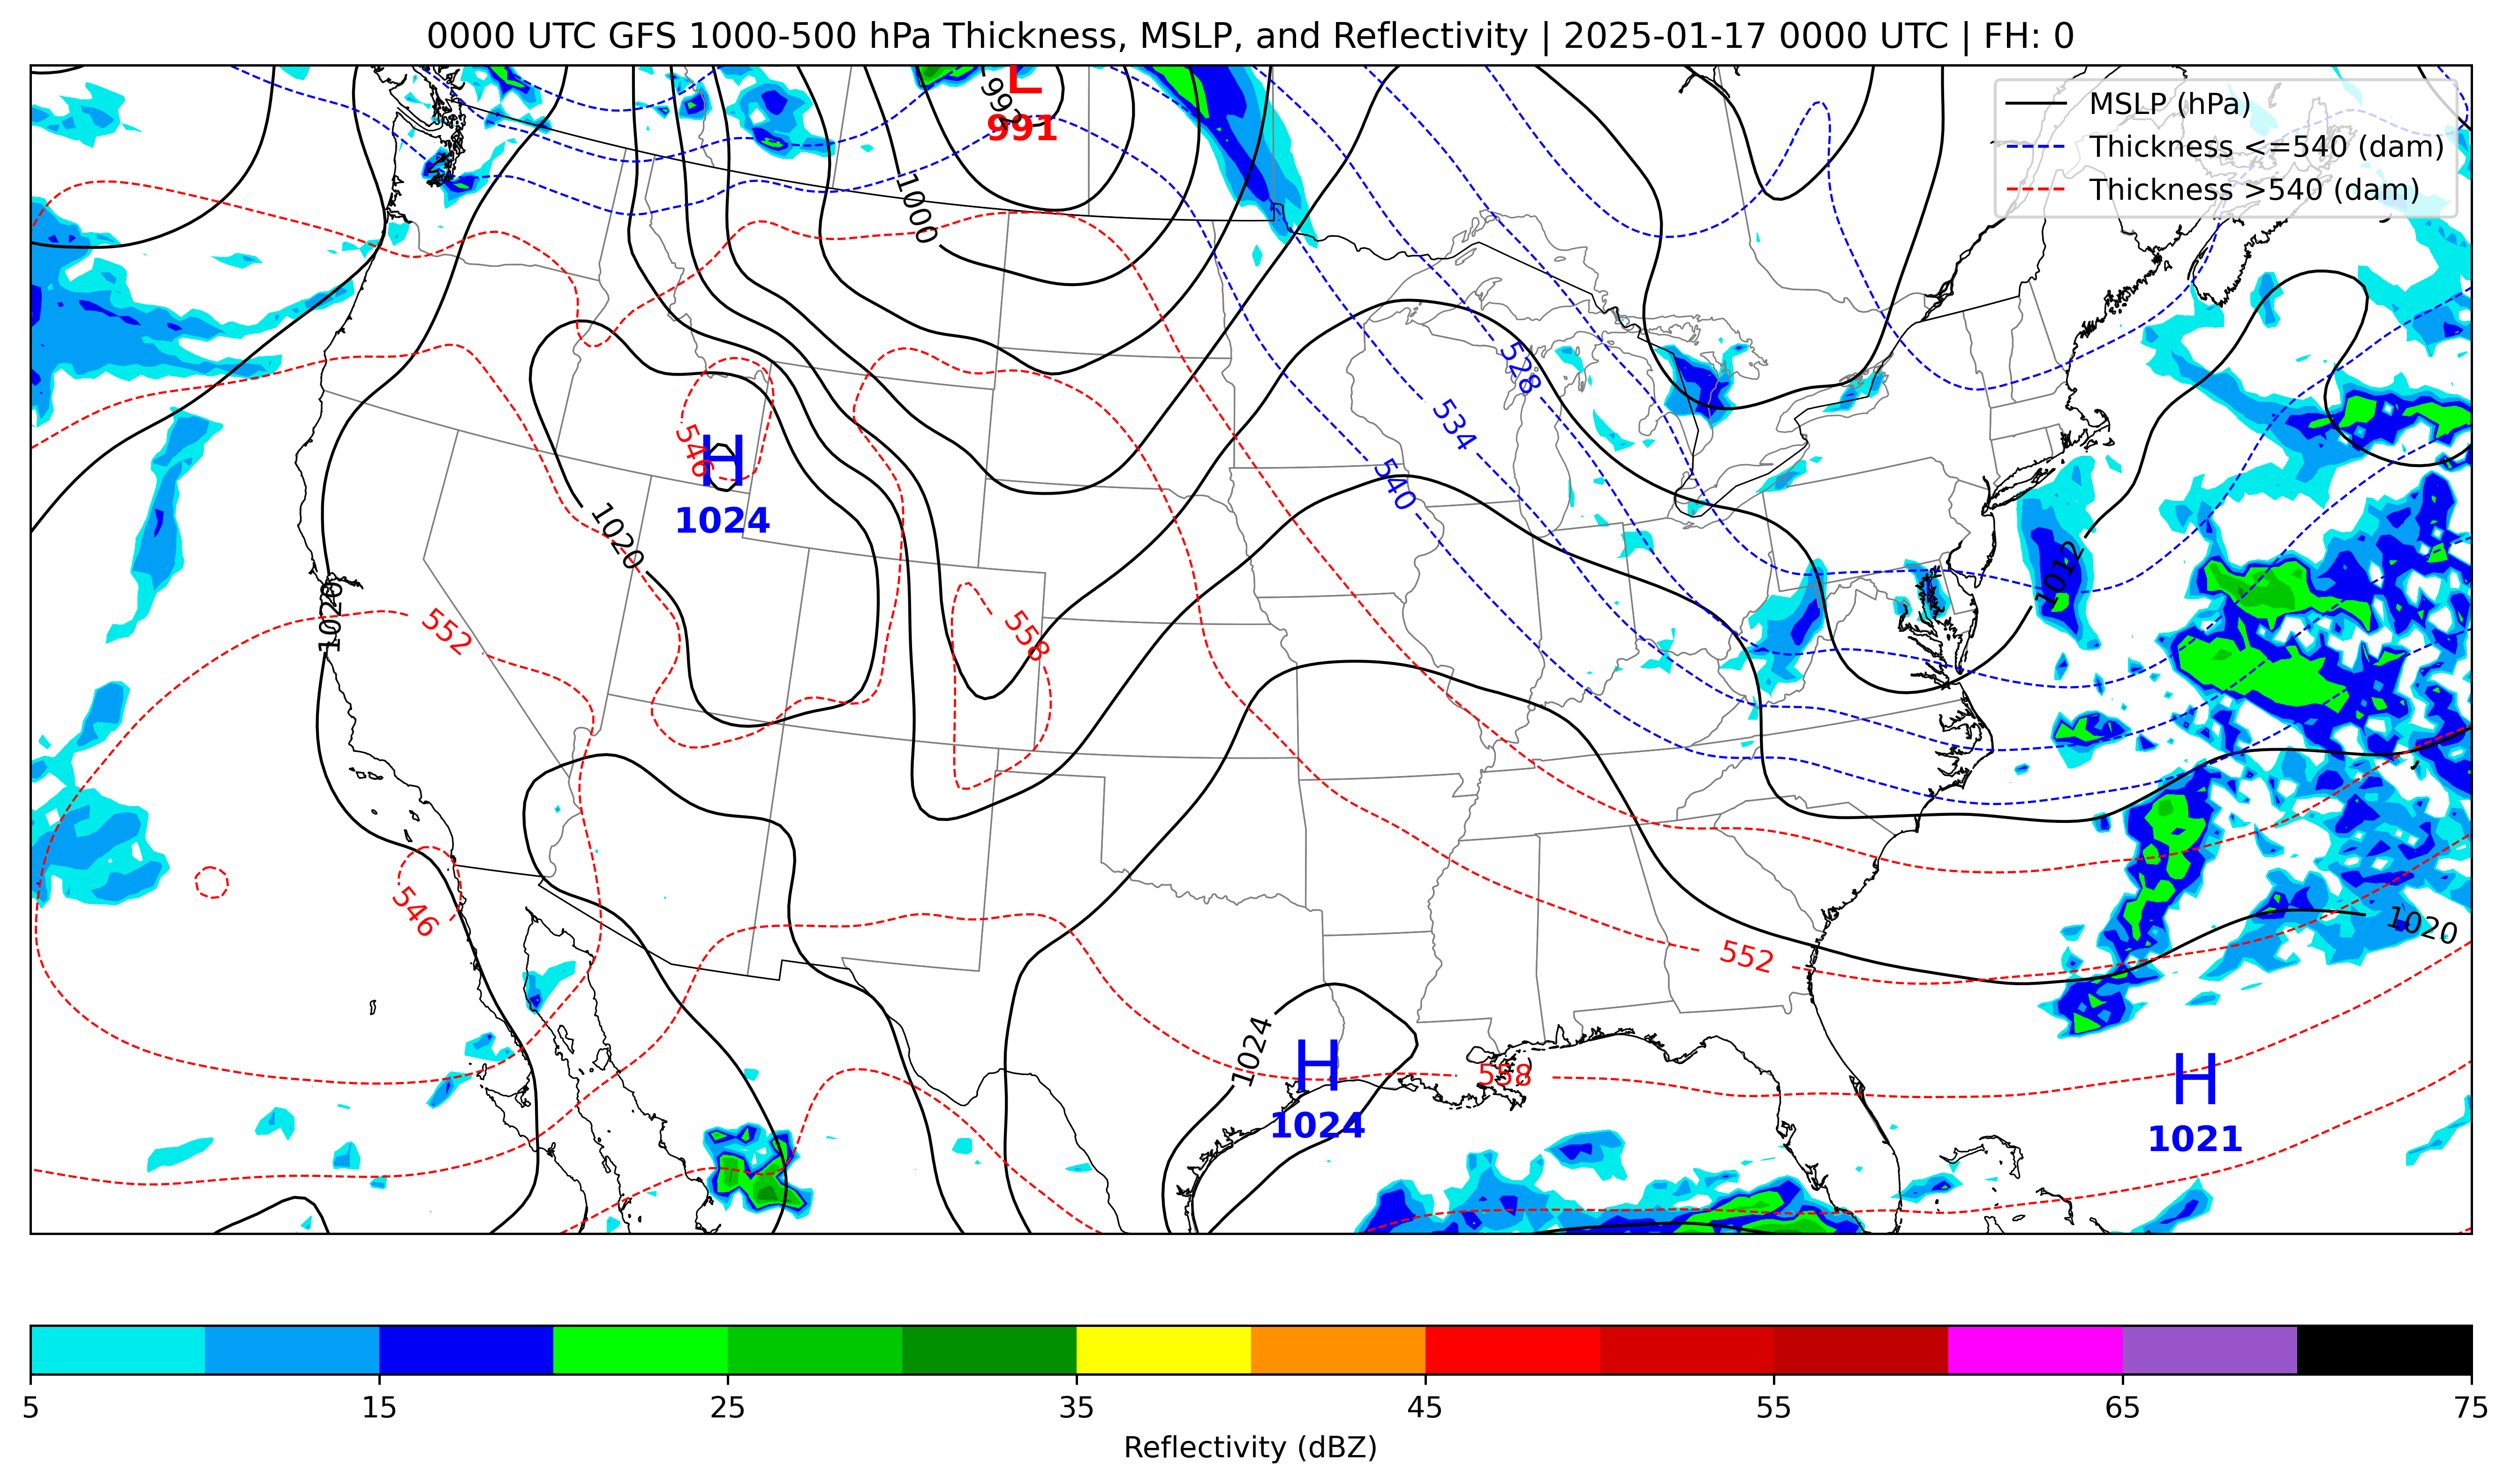 0000 UTC GFS 1000-500 hPa Thickness, MSLP, and Reflectivity | 2025-01-17 0000 UTC | FH: 0
MSLP (hPa)
Thickness <=540 (dam)
Thickness >540 (dam)
992
L
991
1000
528
534
540
546
H
1024
1020
1020
552
558
1012
546
552
1020
1024
H
1024
558
H
1021
5 15 25 35 45 55 65 75
Reflectivity (dBZ)